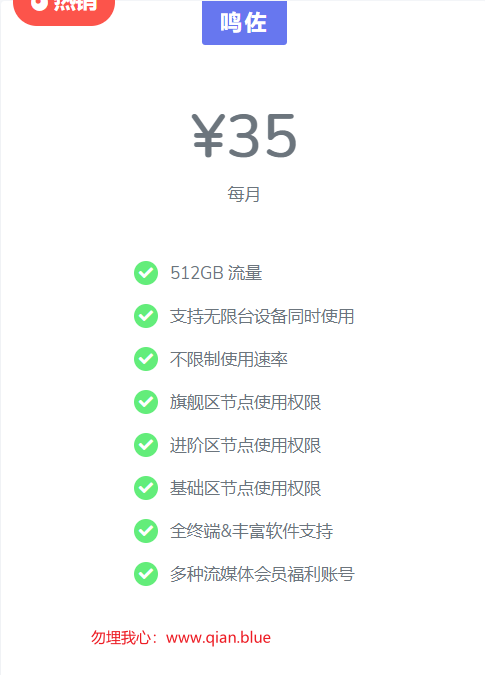 热销
鸣佐
¥35
每月
512GB 流量
支持无限台设备同时使用
不限制使用速率
旗舰区节点使用权限
进阶区节点使用权限
基础区节点使用权限
全终端&丰富软件支持
多种流媒体会员福利账号
勿埋我心：www.qian.blue